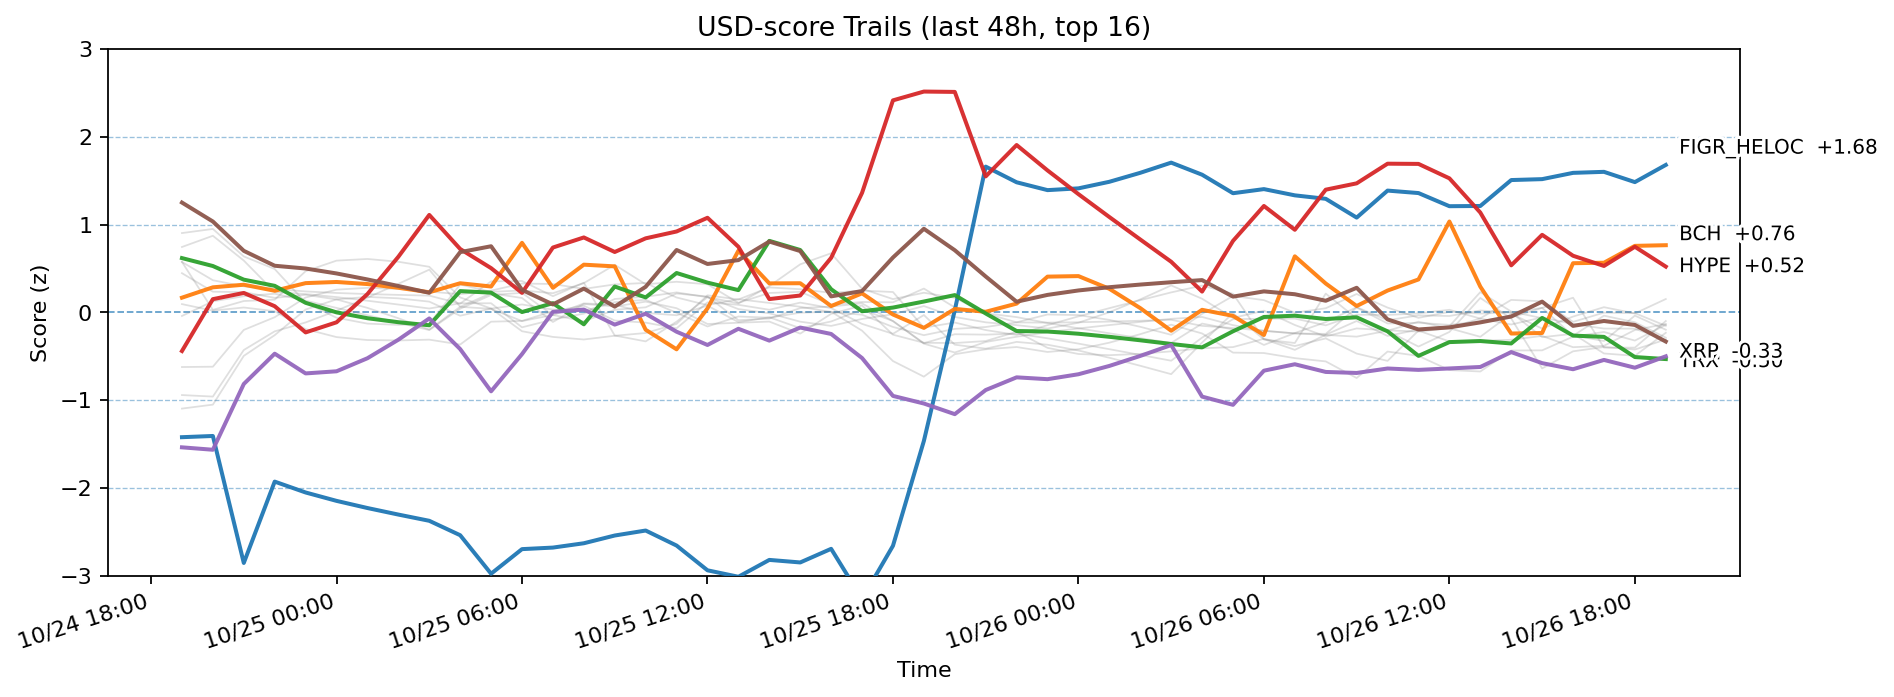 USD-score Trails (last 48h, top 16)
Score (z)
3
2
1
0
−1
−2
−3
FIGR_HELOC +1.68
BCH +0.76
HYPE +0.52
XRP -0.33
10/24 18:00
10/25 00:00
10/25 06:00
10/25 12:00
10/25 18:00
10/26 00:00
10/26 06:00
10/26 12:00
10/26 18:00
Time